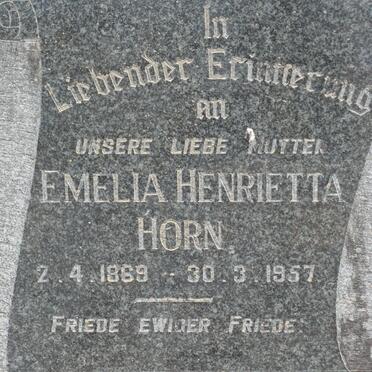 In
Liebender Erinnerung
an
UNSERE LIEBE MUTTER
EMELIA HENRIETTA
HORN
2.4.1869 - 30.3.1957
FRIEDE EWIGER FRIEDE